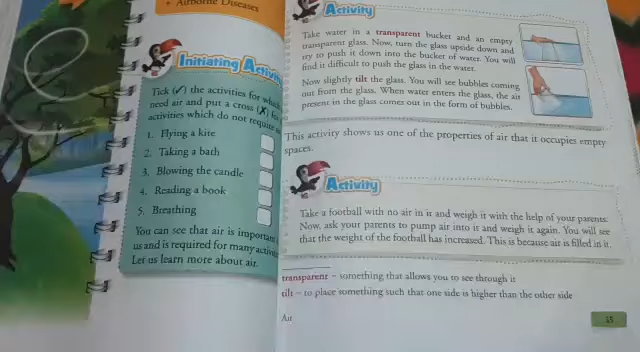 Airborne Diseases
Initiating Activity
Tick (✓) the activities for which
need air and put a cross (✗) for
activities which do not require
1. Flying a kite
2. Taking a bath
3. Blowing the candle
4. Reading a book
5. Breathing
You can see that air is important
us and is required for many activities
Let us learn more about air.
Activity
Take water in a transparent bucket and an empty
transparent glass. Now, turn the glass upside down and
try to push it down into the bucket of water. You will
find it difficult to push the glass in the water.
Now slightly tilt the glass. You will see bubbles coming
out from the glass. When water enters the glass, the air
present in the glass comes out in the form of bubbles.
This activity shows us one of the properties of air that it occupies empty
spaces.
Activity
Take a football with no air in it and weigh it with the help of your parents.
Now, ask your parents to pump air into it and weigh it again. You will see
that the weight of the football has increased. This is because air is filled in it.
transparent – something that allows you to see through it
tilt – to place something such that one side is higher than the other side
Air